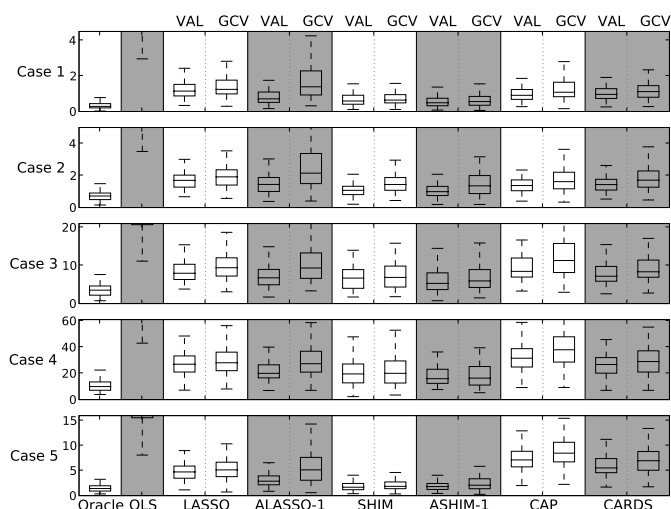 VAL GCV VAL GCV VAL GCV VAL GCV VAL GCV VAL GCV
Case 1
4
2
0
Case 2
4
2
0
Case 3
20
10
0
Case 4
60
40
20
0
Case 5
15
10
5
0
Oracle OLS LASSO ALASSO-1 SHIM ASHIM-1 CAP CARDS